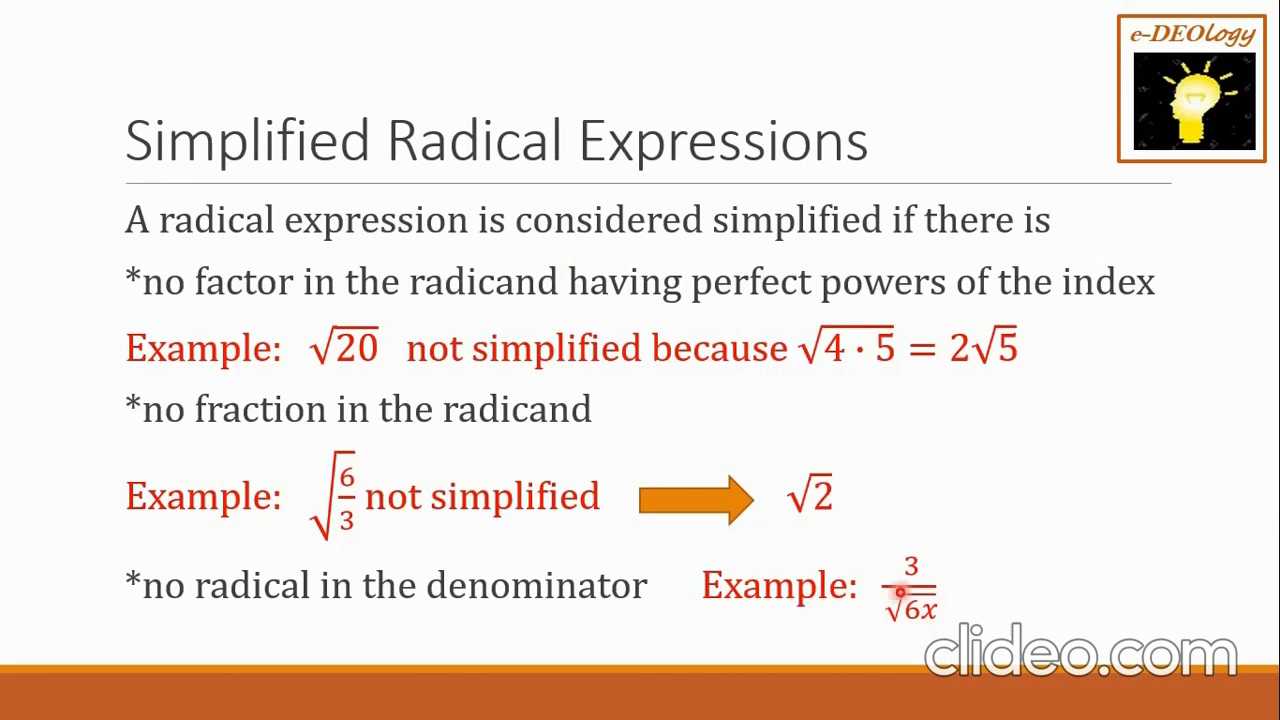 e-DEOlogy
Simplified Radical Expressions
A radical expression is considered simplified if there is
*no factor in the radicand having perfect powers of the index
Example: √20 not simplified because √4 · 5 = 2√5
*no fraction in the radicand
Example: √6/3 not simplified √2
*no radical in the denominator Example: 3/√6x
clideo.com